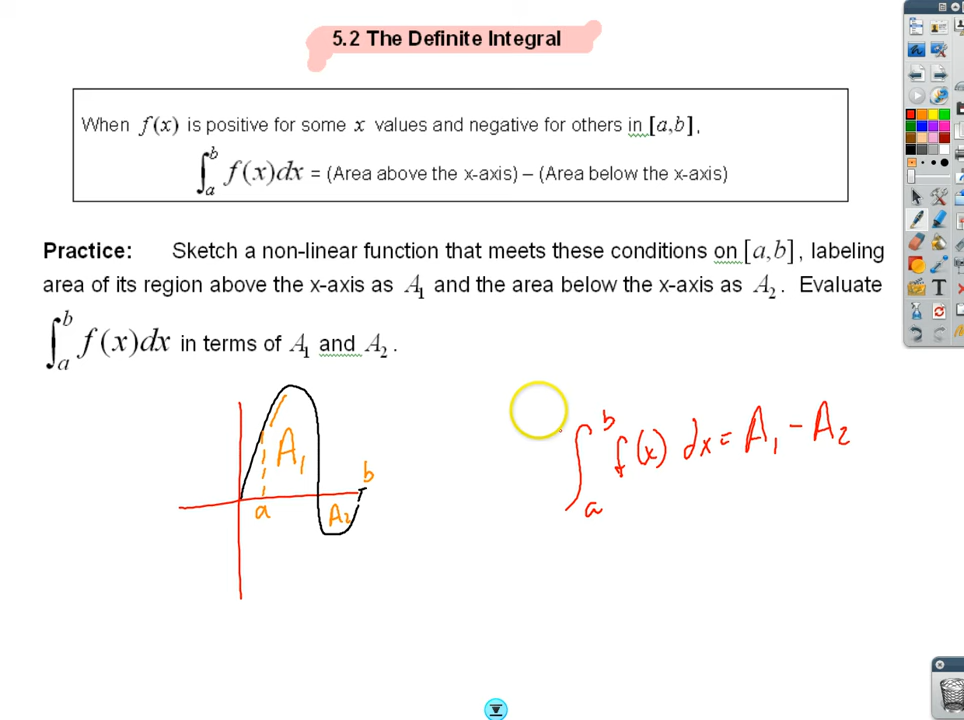 5.2 The Definite Integral
When f(x) is positive for some x values and negative for others in [a,b],
∫_a^b f(x)dx = (Area above the x-axis) – (Area below the x-axis)
Practice: Sketch a non-linear function that meets these conditions on [a,b], labeling
area of its region above the x-axis as A₁ and the area below the x-axis as A₂. Evaluate
∫_a^b f(x)dx in terms of A₁ and A₂.
A₁
a
A₂
b
∫_a^b f(x) dx = A₁ - A₂
T